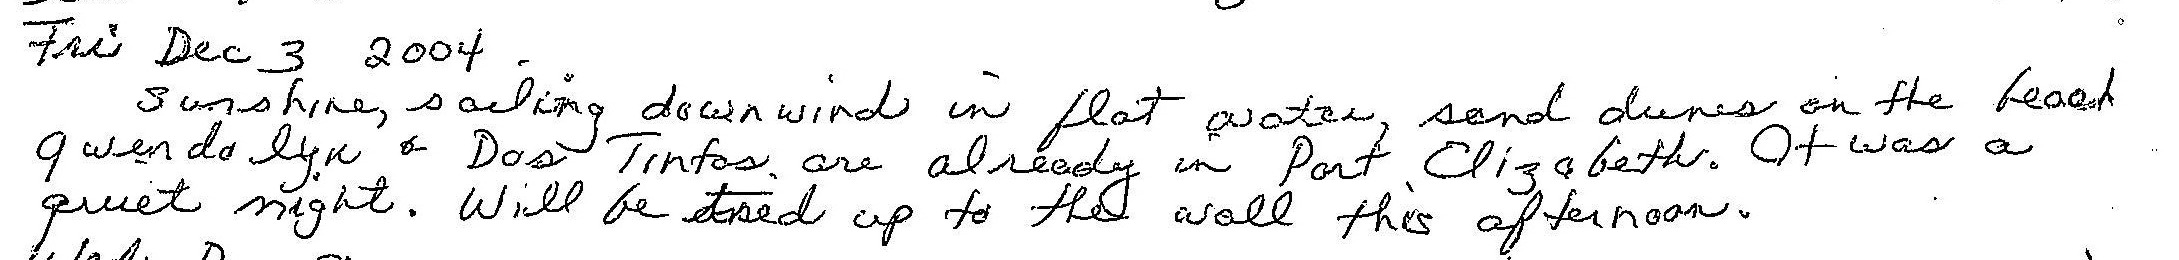 Fri Dec 3 2004.
Sunshine, sailing downwind in flat water, sand dunes on the beach
Gwendolyn & Dos Tintos are already in Port Elizabeth. It was a
quiet night. Will be tied up to the wall this afternoon.